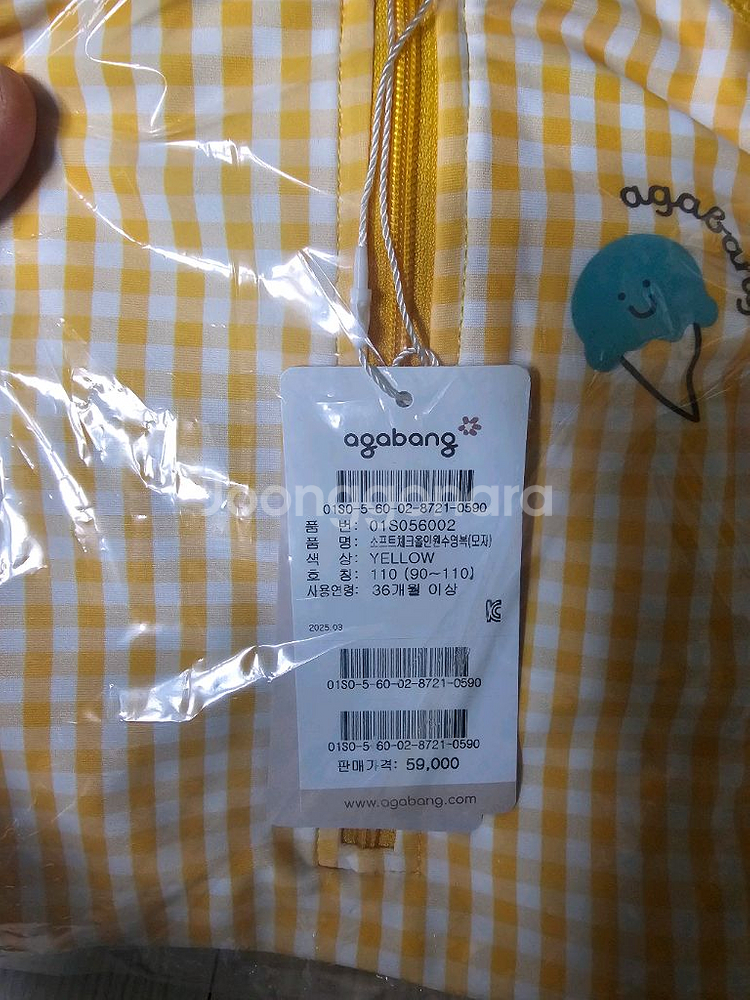 agabang
agabang
01S0-5-60-02-8721-0590
Joonggonara
품 번: 01S056002
품 명: 소프트체크올인원수영복(모자)
색 상: YELLOW
호 칭: 110 (90~110)
사용연령: 36개월 이상
2025.03
01S0-5-60-02-8721-0590
01S0-5-60-02-8721-0590
판매가격: 59,000
www.agabang.com